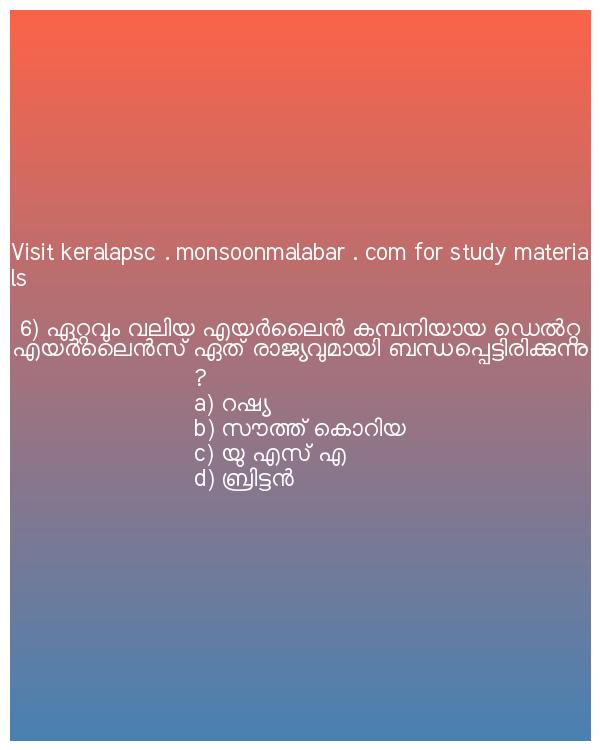 Visit keralapsc . monsoonmalabar . com for study materia
ls
6) ഏറ്റവും വലിയ എയർലൈൻ കമ്പനിയായ ഡെൽറ്റ
എയർലൈൻസ് ഏത് രാജ്യവുമായി ബന്ധപ്പെട്ടിരിക്കുന്നു
?
a) റഷ്യ
b) സൗത്ത് കൊറിയ
c) യു എസ് എ
d) ബ്രിട്ടൻ